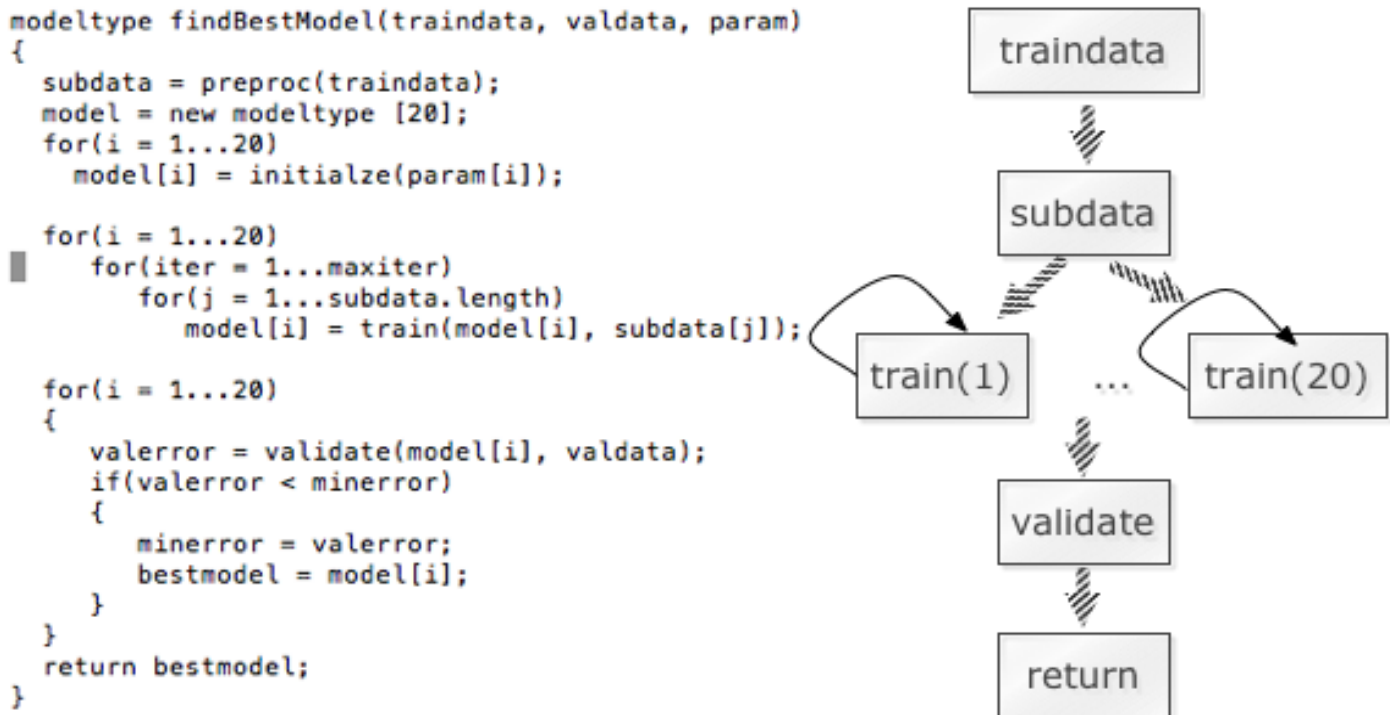 modeltype findBestModel(traindata, valdata, param)
{
subdata = preproc(traindata);
model = new modeltype [20];
for(i = 1...20)
model[i] = initialze(param[i]);
for(i = 1...20)
for(iter = 1...maxiter)
for(j = 1...subdata.length)
model[i] = train(model[i], subdata[j]);
for(i = 1...20)
{
valerror = validate(model[i], valdata);
if(valerror < minerror)
{
minerror = valerror;
bestmodel = model[i];
}
}
return bestmodel;
}
traindata
subdata
train(1) ... train(20)
validate
return